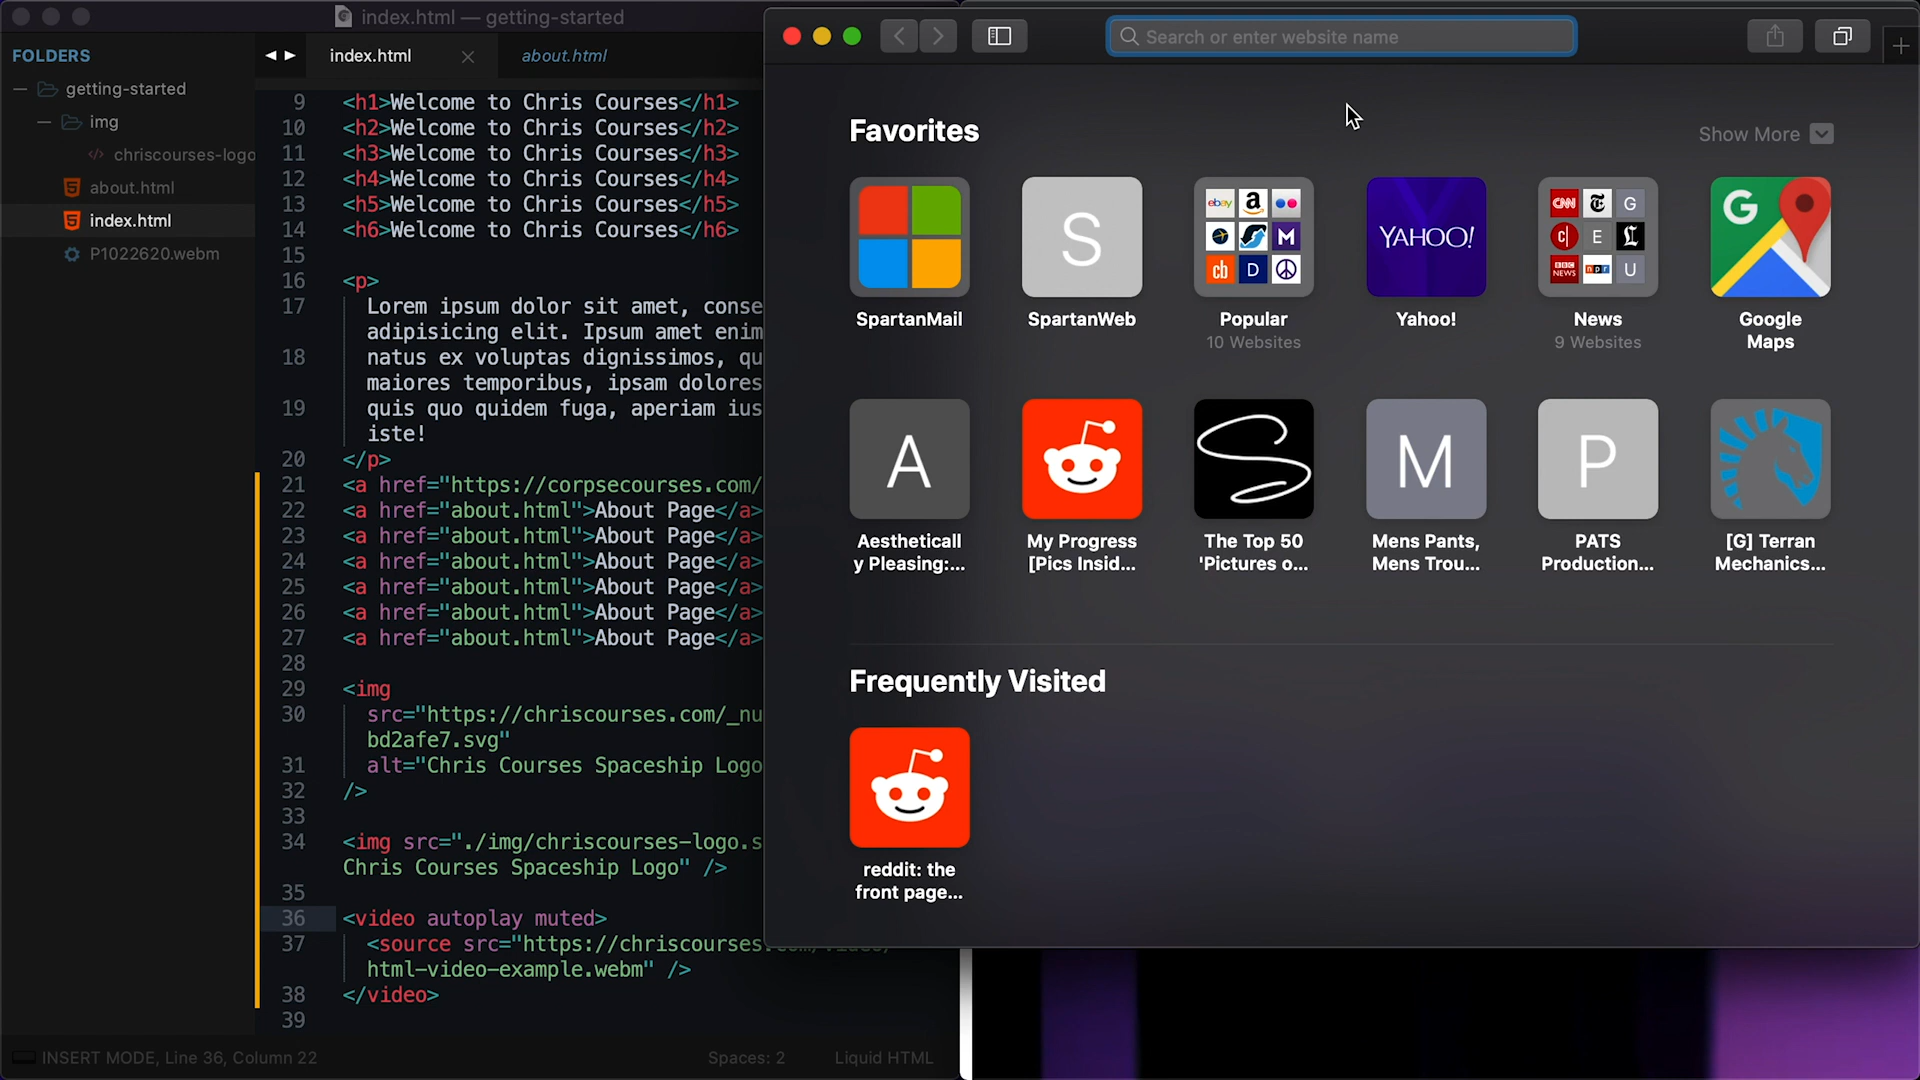 index.html — getting-started
FOLDERS
getting-started
img
chriscourses-logo
about.html
index.html
P1022620.webm
index.html
about.html
9 <h1>Welcome to Chris Courses</h1>
10 <h2>Welcome to Chris Courses</h2>
11 <h3>Welcome to Chris Courses</h3>
12 <h4>Welcome to Chris Courses</h4>
13 <h5>Welcome to Chris Courses</h5>
14 <h6>Welcome to Chris Courses</h6>
15
16 <p>
17 Lorem ipsum dolor sit amet, conse
adipisicing elit. Ipsum amet enim
18 natus ex voluptas dignissimos, qu
maiores temporibus, ipsam dolores
19 quis quo quidem fuga, aperiam ius
iste!
20 </p>
21 <a href="https://corpsecourses.com/
22 <a href="about.html">About Page</a>
23 <a href="about.html">About Page</a>
24 <a href="about.html">About Page</a>
25 <a href="about.html">About Page</a>
26 <a href="about.html">About Page</a>
27 <a href="about.html">About Page</a>
28
29 <img
30 src="https://chriscourses.com/_nu
bd2afe7.svg"
31 alt="Chris Courses Spaceship Logo
32 />
33
34 <img src="./img/chriscourses-logo.s
Chris Courses Spaceship Logo" />
35
36 <video autoplay muted>
37 <source src="https://chriscourses.
html-video-example.webm" />
38 </video>
39
INSERT MODE, Line 36, Column 22
Spaces: 2
Liquid HTML
Search or enter website name
Favorites
Show More
S
ebay
a
M
cb
D
YAHOO!
CNN
T
G
c|
E
L
BBC NEWS
npr
U
G
SpartanMail
SpartanWeb
Popular
10 Websites
Yahoo!
News
9 Websites
Google
Maps
A
S
M
P
Aestheticall
y Pleasing:...
My Progress
[Pics Insid...
The Top 50
'Pictures o...
Mens Pants,
Mens Trou...
PATS
Production...
[G] Terran
Mechanics...
Frequently Visited
reddit: the
front page...